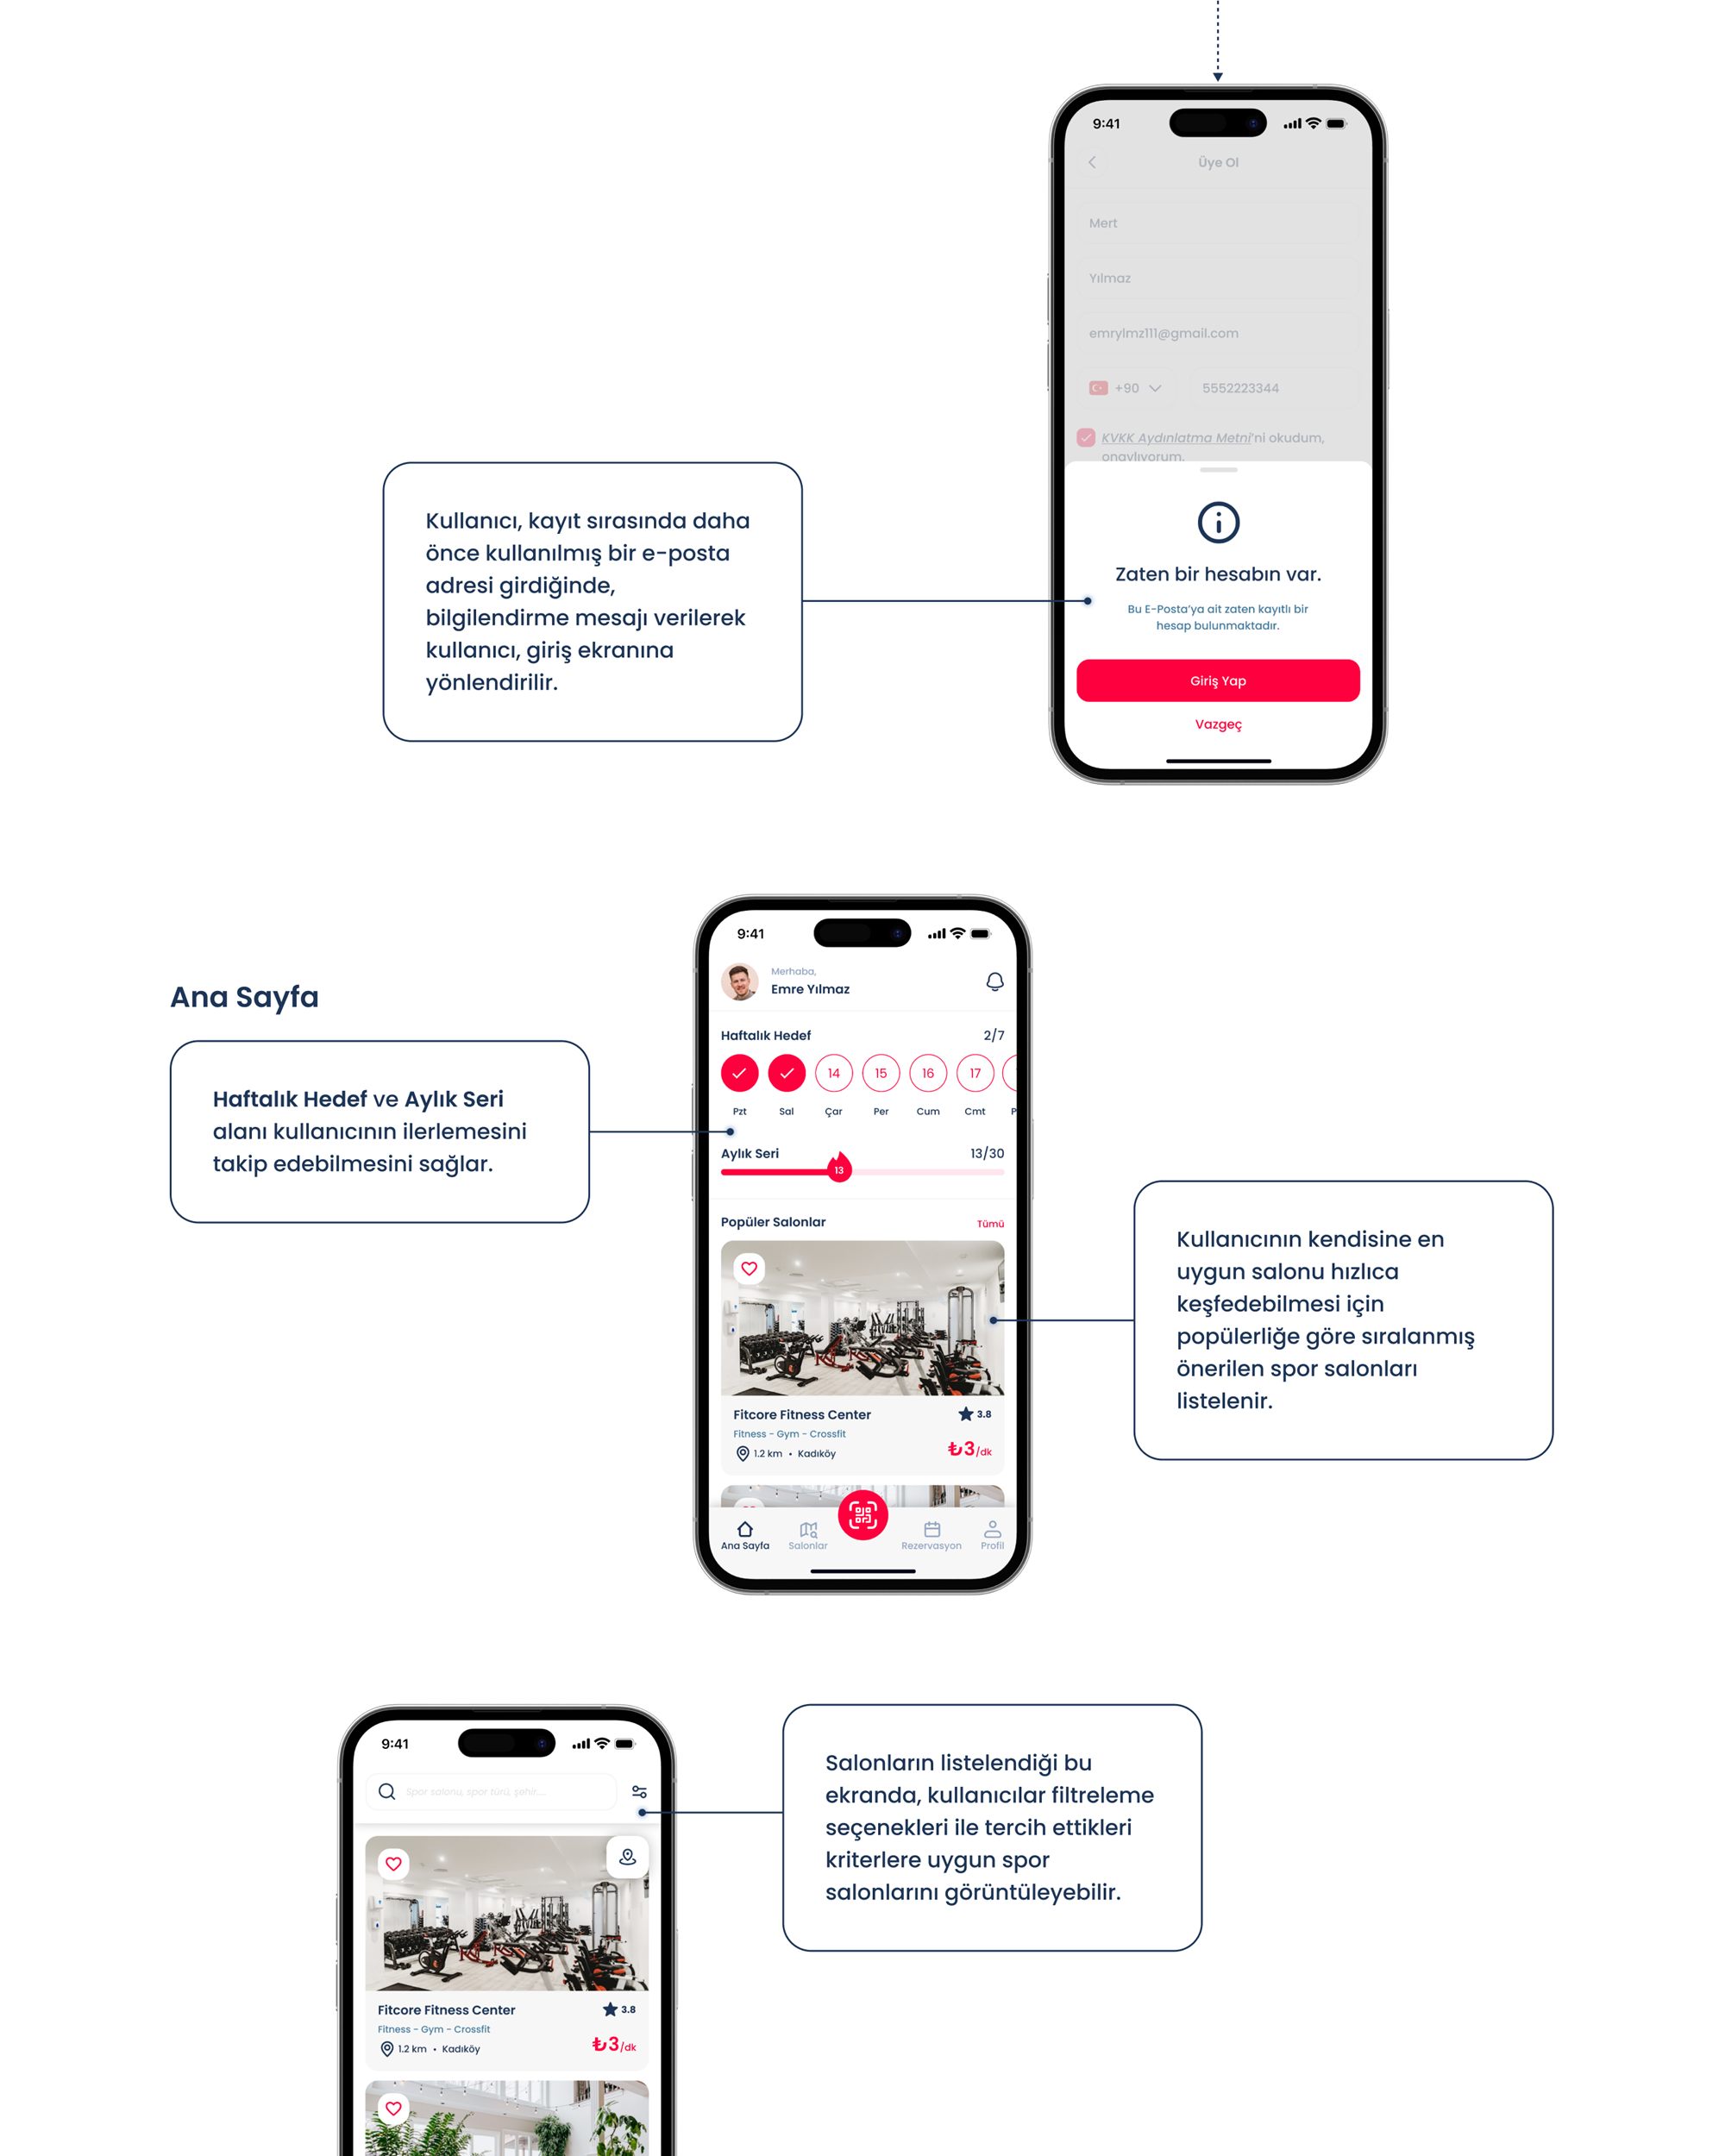 9:41
Üye Ol
Mert
Yılmaz
emrylmz111@gmail.com
+90
5552223344
KVKK Aydınlatma Metni'ni okudum,
onaylıyorum.
Zaten bir hesabın var.
Bu E-Posta'ya ait zaten kayıtlı bir
hesap bulunmaktadır.
Giriş Yap
Vazgeç
Kullanıcı, kayıt sırasında daha
önce kullanılmış bir e-posta
adresi girdiğinde,
bilgilendirme mesajı verilerek
kullanıcı, giriş ekranına
yönlendirilir.
Ana Sayfa
Haftalık Hedef ve Aylık Seri
alanı kullanıcının ilerlemesini
takip edebilmesini sağlar.
9:41
Merhaba,
Emre Yılmaz
Haftalık Hedef 2/7
14 15 16 17
Pzt Sal Çar Per Cum Cmt P
Aylık Seri 13/30
13
Popüler Salonlar Tümü
Fitcore Fitness Center 3.8
Fitness - Gym - Crossfit
1.2 km • Kadıköy ₺3/dk
Ana Sayfa Salonlar Rezervasyon Profil
Kullanıcının kendisine en
uygun salonu hızlıca
keşfedebilmesi için
popülerliğe göre sıralanmış
önerilen spor salonları
listelenir.
9:41
Spor salonu, spor türü, şehir....
Fitcore Fitness Center 3.8
Fitness - Gym - Crossfit
1.2 km • Kadıköy ₺3/dk
Salonların listelendiği bu
ekranda, kullanıcılar filtreleme
seçenekleri ile tercih ettikleri
kriterlere uygun spor
salonlarını görüntüleyebilir.